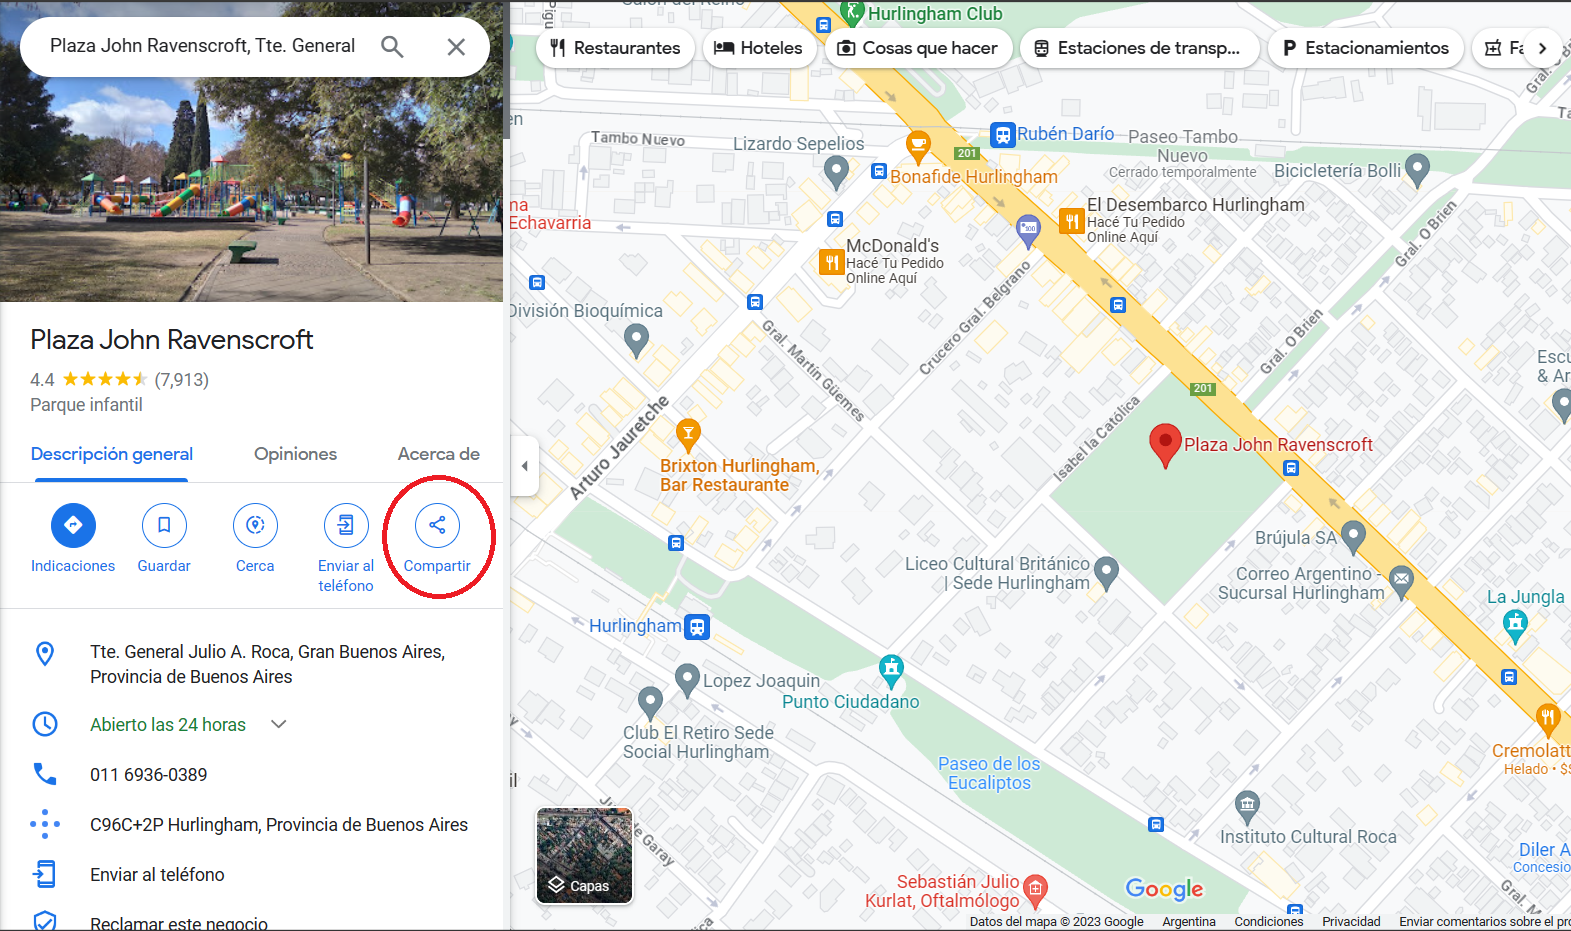 Plaza John Ravenscroft, Tte. General
Plaza John Ravenscroft
4.4
(7,913)
Parque infantil
Descripción general
Opiniones
Acerca de
Indicaciones
Guardar
Cerca
Enviar al
teléfono
Compartir
Tte. General Julio A. Roca, Gran Buenos Aires,
Provincia de Buenos Aires
Abierto las 24 horas
011 6936-0389
C96C+2P Hurlingham, Provincia de Buenos Aires
Enviar al teléfono
Reclamar este negocio
Hurlingham Club
Restaurantes
Hoteles
Cosas que hacer
Estaciones de transp...
Estacionamientos
Fa
Tambo Nuevo
Lizardo Sepelios
201
Rubén Darío
Paseo Tambo
Nuevo
Cerrado temporalmente
Bicicletería Bolli
Bonafide Hurlingham
Echavarria
El Desembarco Hurlingham
Hacé Tu Pedido
Online Aquí
McDonald's
Hacé Tu Pedido
Online Aquí
Gral. O'Brien
División Bioquímica
Crucero Gral. Belgrano
Gral. Martín Güemes
Gral. O'Brien
Escu
& Ar
201
Isabel la Católica
Arturo Jauretche
Plaza John Ravenscroft
Brixton Hurlingham,
Bar Restaurante
Brújula SA
Liceo Cultural Británico
| Sede Hurlingham
Correo Argentino -
Sucursal Hurlingham
La Jungla
Hurlingham
Lopez Joaquin
Punto Ciudadano
Club El Retiro Sede
Social Hurlingham
Paseo de los
Eucaliptos
Cremolatt
Helado • $$
Instituto Cultural Roca
Diler A
Concesio
Capas
Sebastián Julio
Kurlat, Oftalmólogo
Google
Datos del mapa © 2023 Google
Argentina
Condiciones
Privacidad
Enviar comentarios sobre el pro